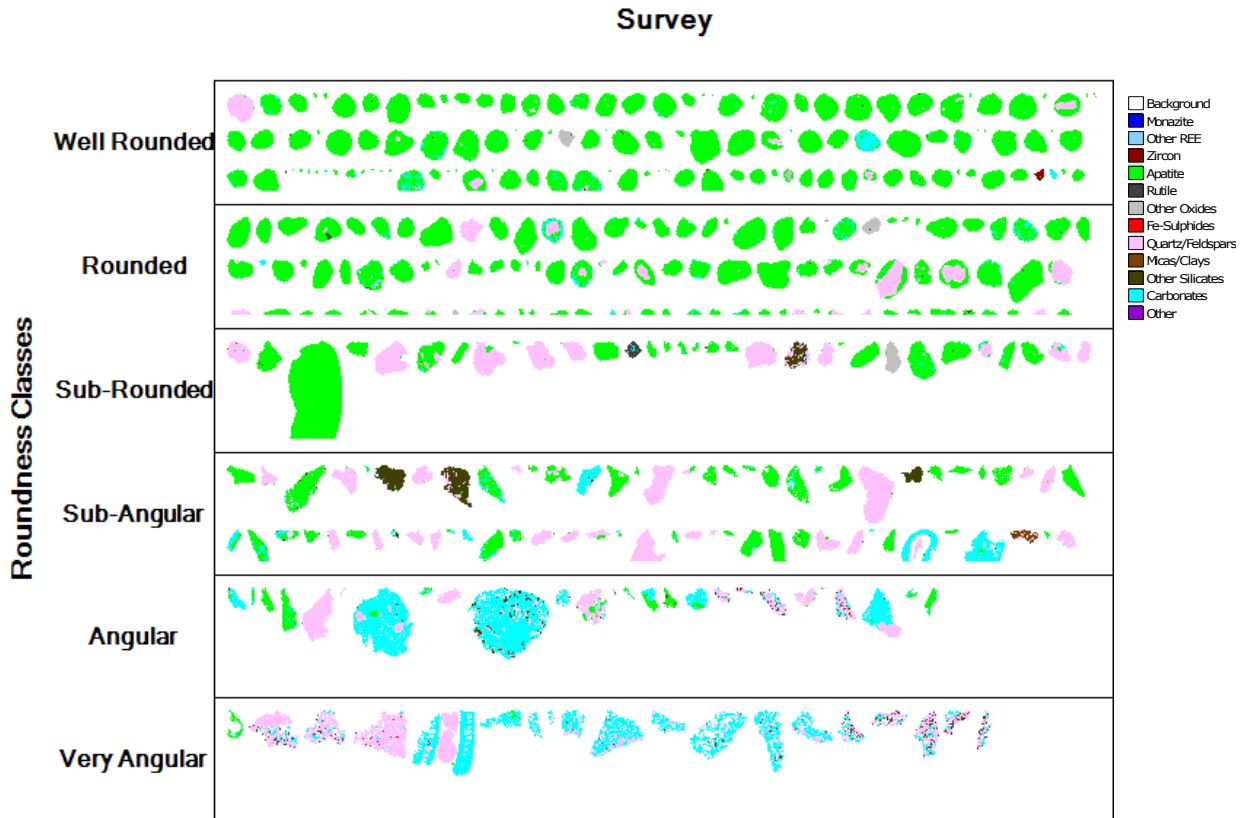 Survey
Roundness Classes
Well Rounded
Rounded
Sub-Rounded
Sub-Angular
Angular
Very Angular
Background
Monazite
Other REE
Zircon
Apatite
Rutile
Other Oxides
Fe-Sulphides
Quartz/Feldspars
Micas/Clays
Other Silicates
Carbonates
Other